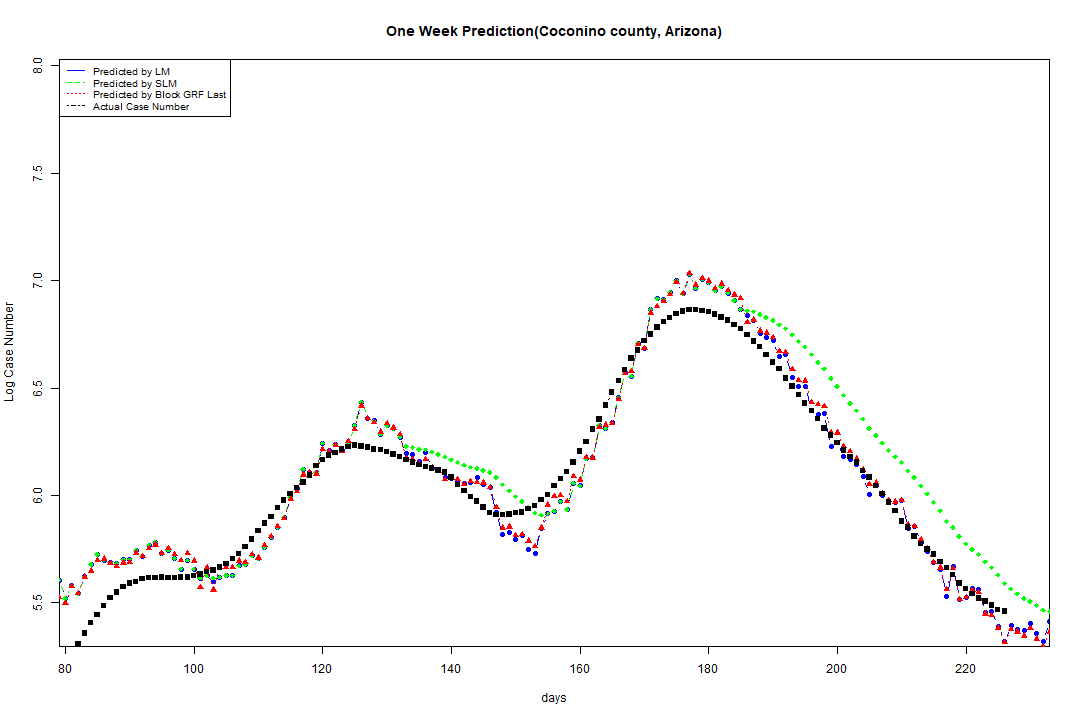 One Week Prediction(Coconino county, Arizona)
Predicted by LM
Predicted by SLM
Predicted by Block GRF Last
Actual Case Number
Log Case Number
8.0
7.5
7.0
6.5
6.0
5.5
80 100 120 140 160 180 200 220
days